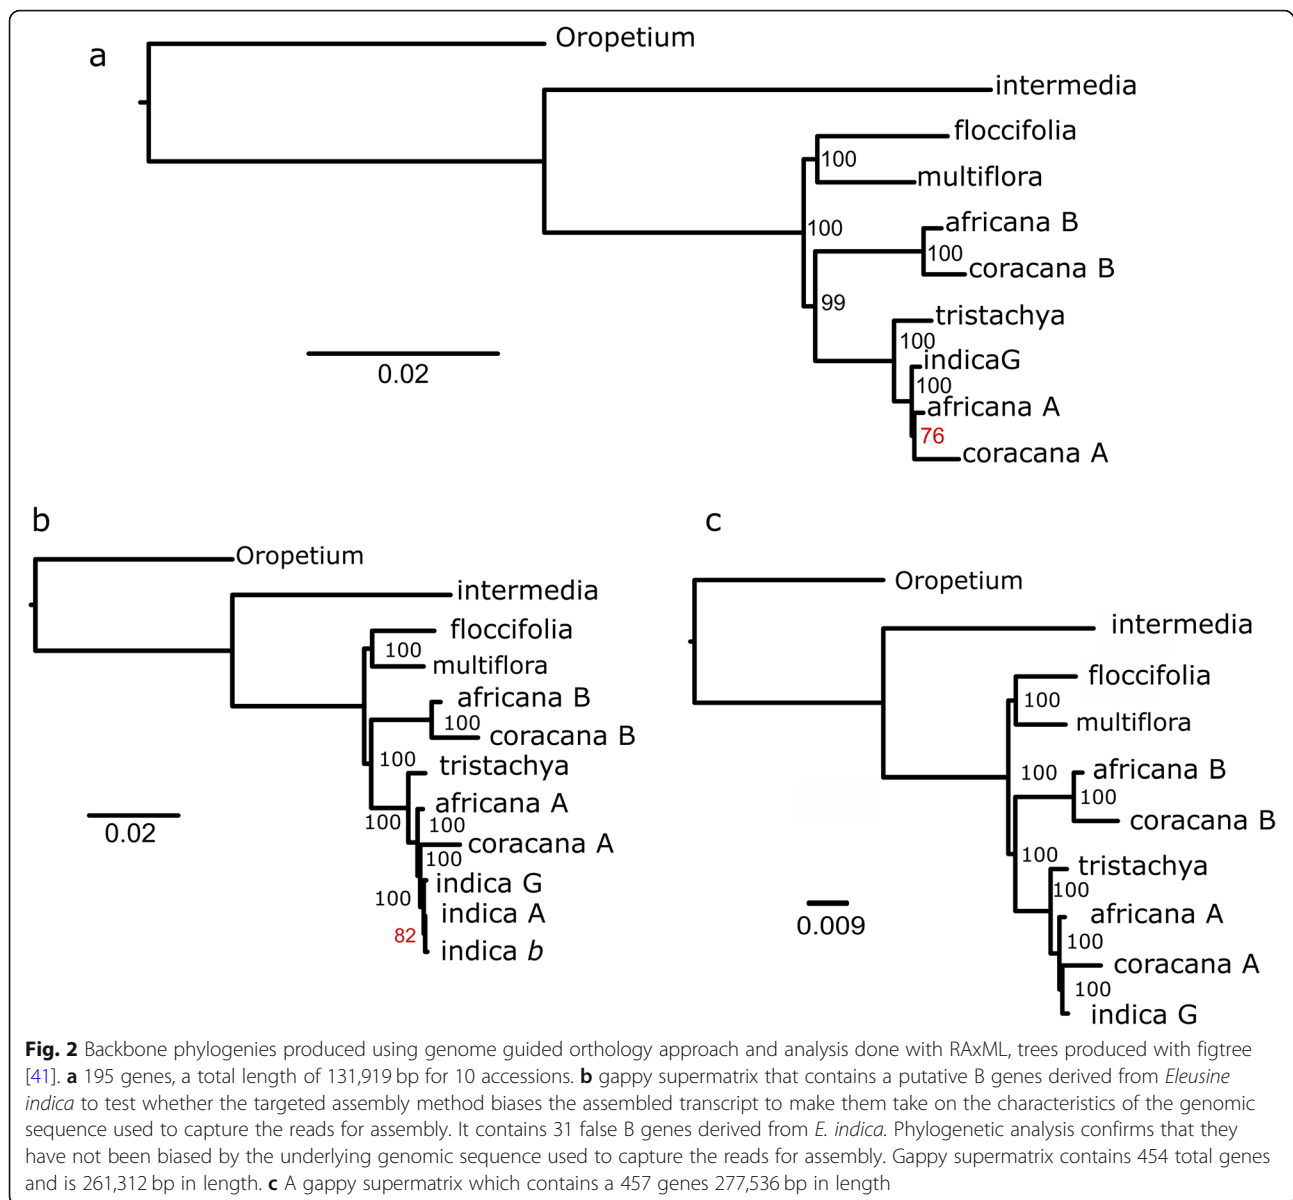 a
Oropetium
intermedia
floccifolia
100
multiflora
africana B
100
100
coracana B
99
tristachya
100
indicaG
100
africana A
76
coracana A
0.02
b
Oropetium
intermedia
floccifolia
100
multiflora
africana B
100
coracana B
100
tristachya
africana A
100
100
coracana A
100
indica G
100
indica A
82
indica b
0.02
c
Oropetium
intermedia
floccifolia
100
multiflora
africana B
100
100
coracana B
100
tristachya
100
africana A
100
coracana A
100
indica G
0.009
Fig. 2 Backbone phylogenies produced using genome guided orthology approach and analysis done with RAxML, trees produced with figtree
[41]. a 195 genes, a total length of 131,919 bp for 10 accessions. b gappy supermatrix that contains a putative B genes derived from Eleusine
indica to test whether the targeted assembly method biases the assembled transcript to make them take on the characteristics of the genomic
sequence used to capture the reads for assembly. It contains 31 false B genes derived from E. indica. Phylogenetic analysis confirms that they
have not been biased by the underlying genomic sequence used to capture the reads for assembly. Gappy supermatrix contains 454 total genes
and is 261,312 bp in length. c A gappy supermatrix which contains a 457 genes 277,536 bp in length